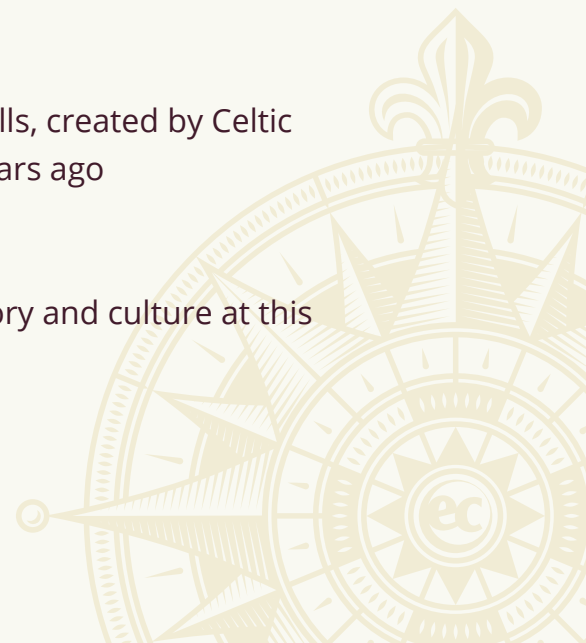 lls, created by Celtic
ars ago
ory and culture at this
ec